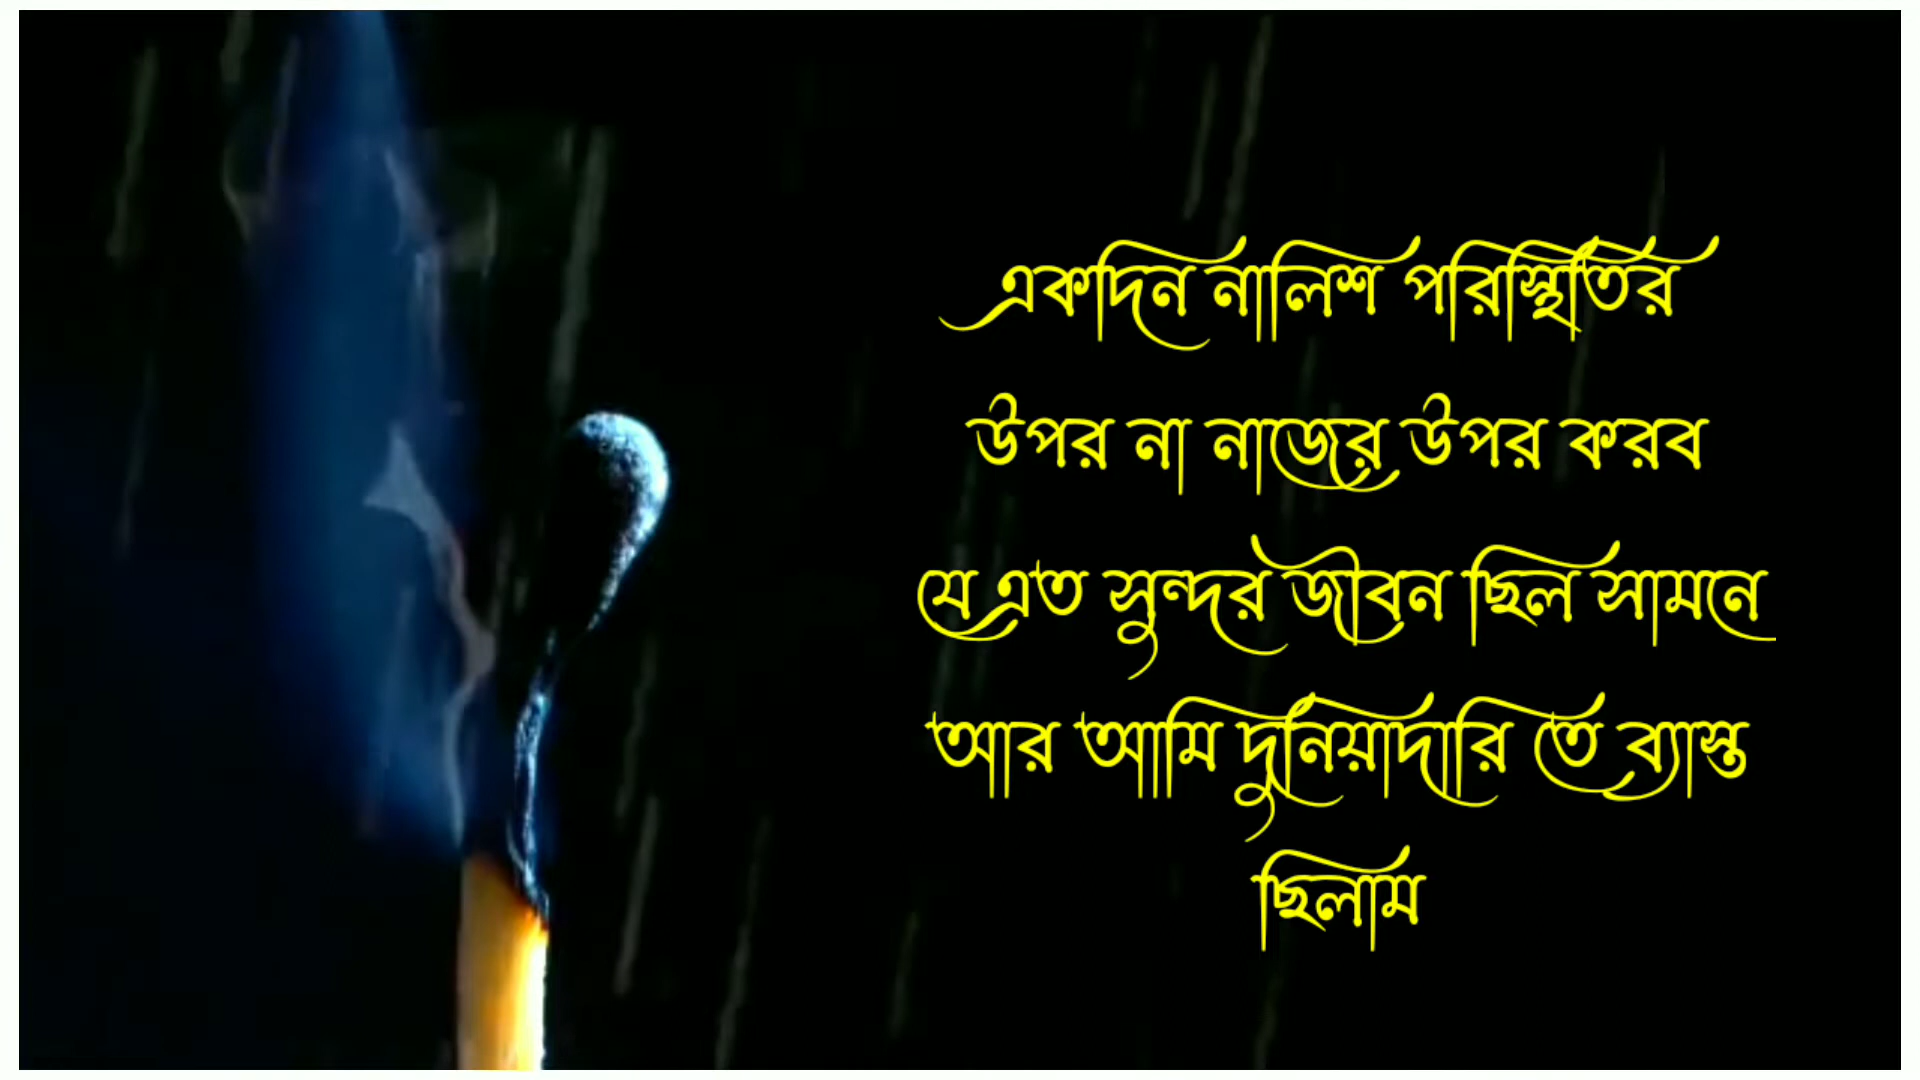 একদিন নালিশ পরিস্থিতির
উপর না নাজের উপর করব
যে এত সুন্দর জীবন ছিল সামনে
আর আমি দুনিয়াদারি তে ব্যাস্ত
ছিলাম